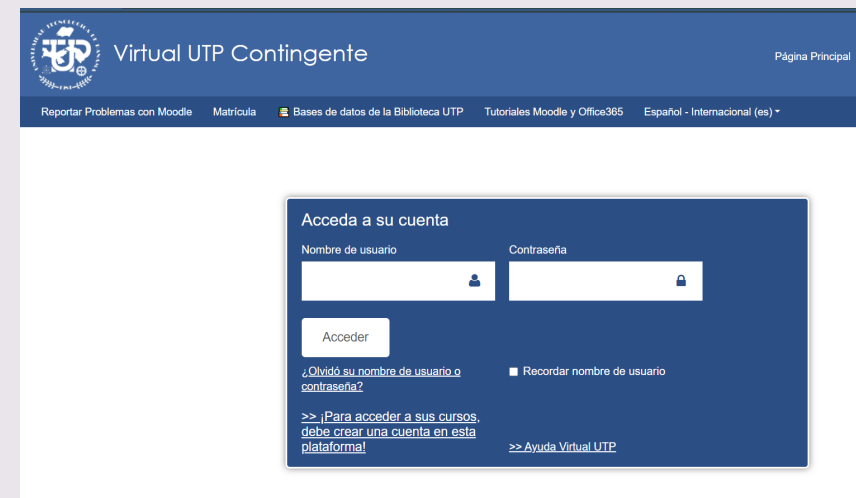 UTP
Virtual UTP Contingente
Página Principal
Reportar Problemas con Moodle
Matrícula
Bases de datos de la Biblioteca UTP
Tutoriales Moodle y Office365
Español - Internacional (es)
Acceda a su cuenta
Nombre de usuario
Contraseña
Acceder
¿Olvidó su nombre de usuario o
contraseña?
Recordar nombre de usuario
>> ¡Para acceder a sus cursos,
debe crear una cuenta en esta
plataforma!
>> Ayuda Virtual UTP